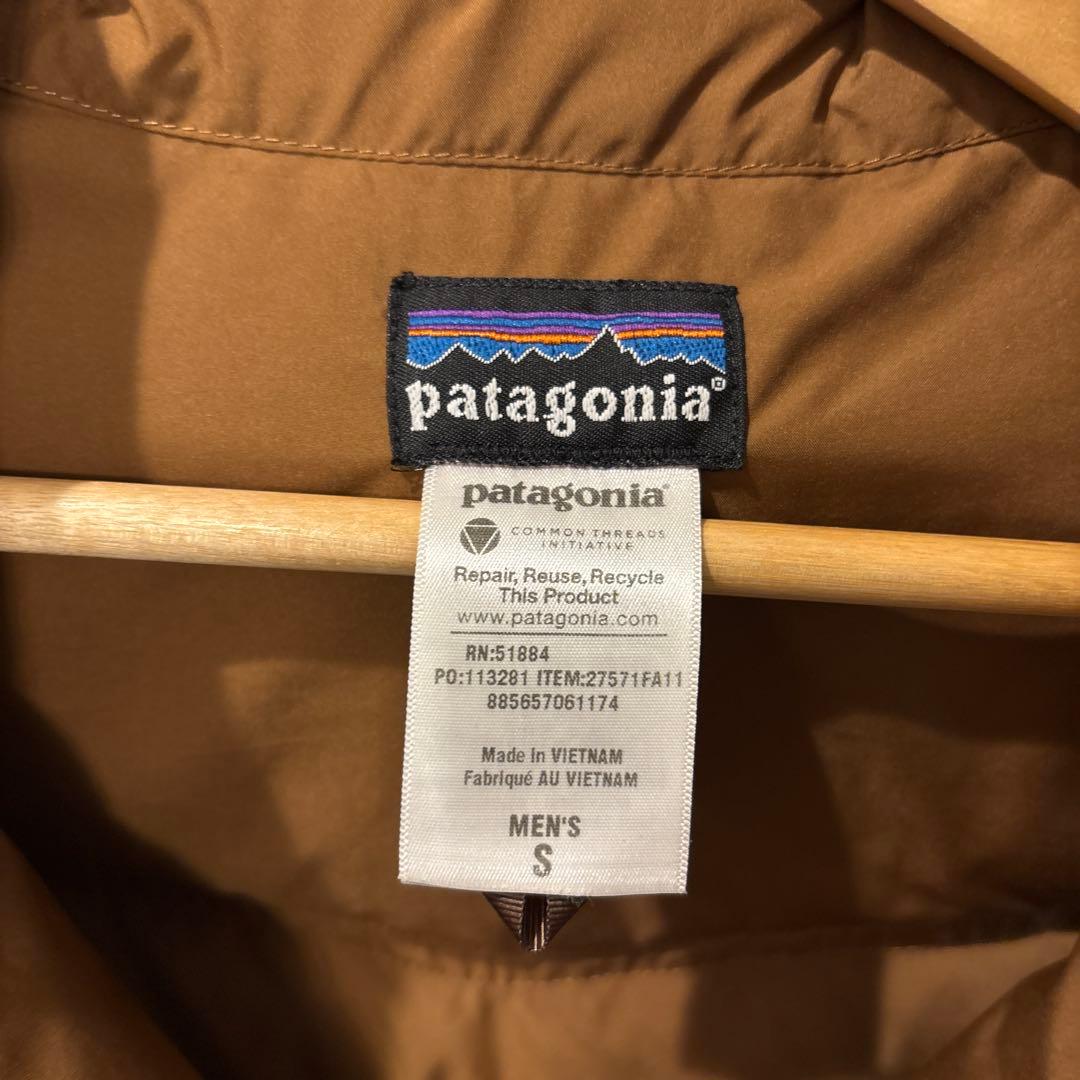 patagonia®
patagonia®
COMMON THREADS
INITIATIVE
Repair, Reuse, Recycle
This Product
www.patagonia.com
RN:51884
PO:113281 ITEM:27571FA11
885657061174
Made In VIETNAM
Fabriqué AU VIETNAM
MEN'S
S